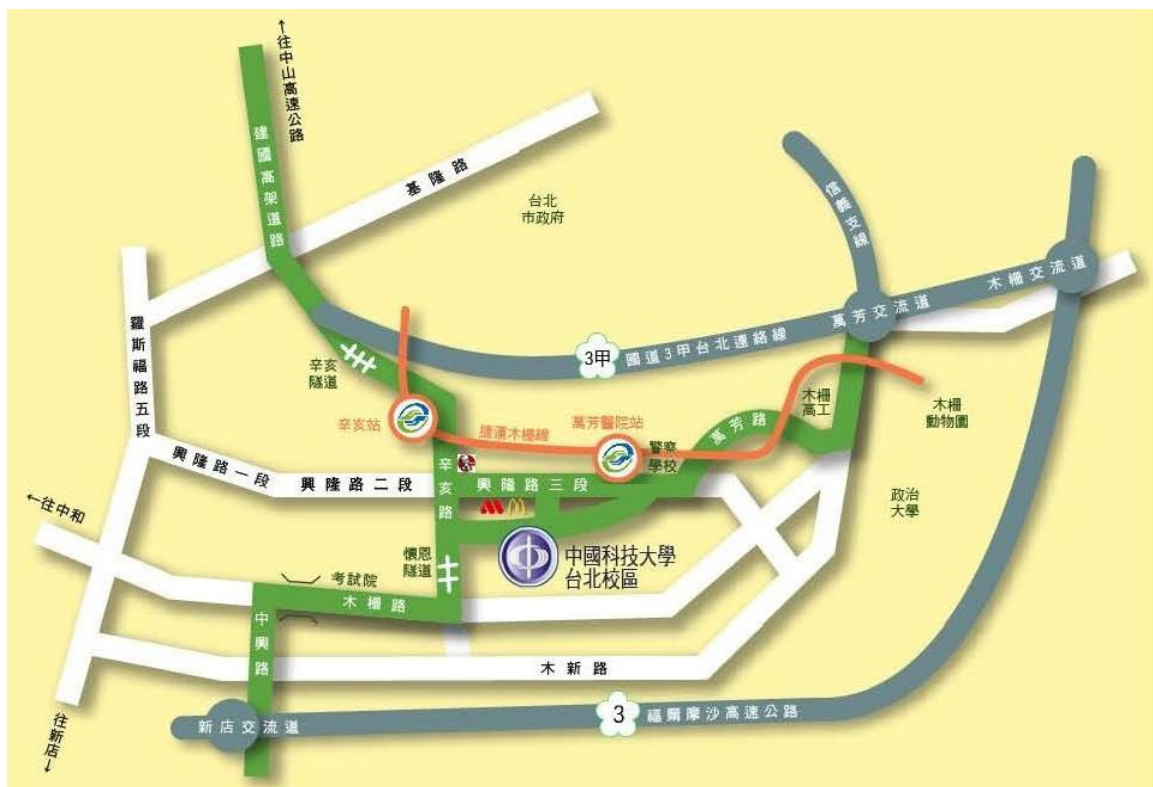 ←往中山高速公路
建國高架道路
基隆路
台北
市政府
信義支線
木柵交流道
萬芳交流道
國道3甲台北連絡線
3甲
羅斯福路五段
辛亥
隧道
辛亥站
捷運木柵線
萬芳醫院站
警察
學校
萬芳路
木柵
高工
木柵
動物園
興隆路一段
興隆路二段
辛亥路
興隆路三段
政治
大學
←往中和
懷恩
隧道
中國科技大學
台北校區
考試院
木柵路
中興路
木新路
新店交流道
3
福爾摩沙高速公路
往新店→